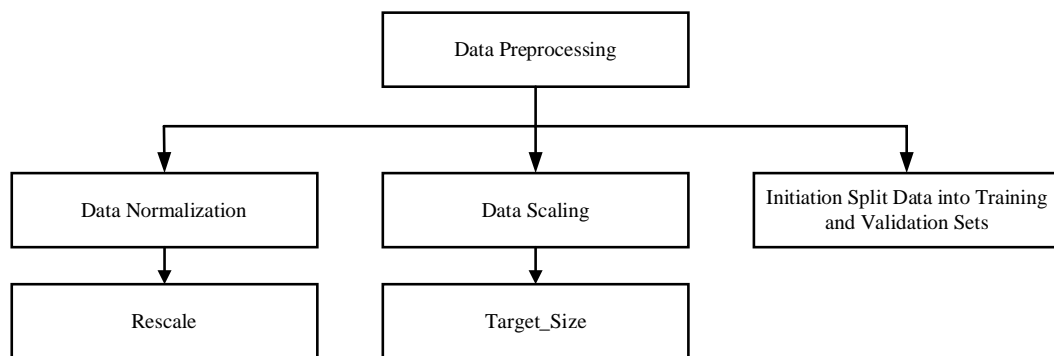 Data Preprocessing
Data Normalization
Data Scaling
Initiation Split Data into Training
and Validation Sets
Rescale
Target_Size